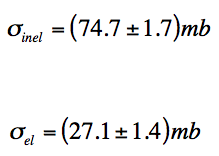 σ_inel = (74.7 ± 1.7)mb
σ_el = (27.1 ± 1.4)mb